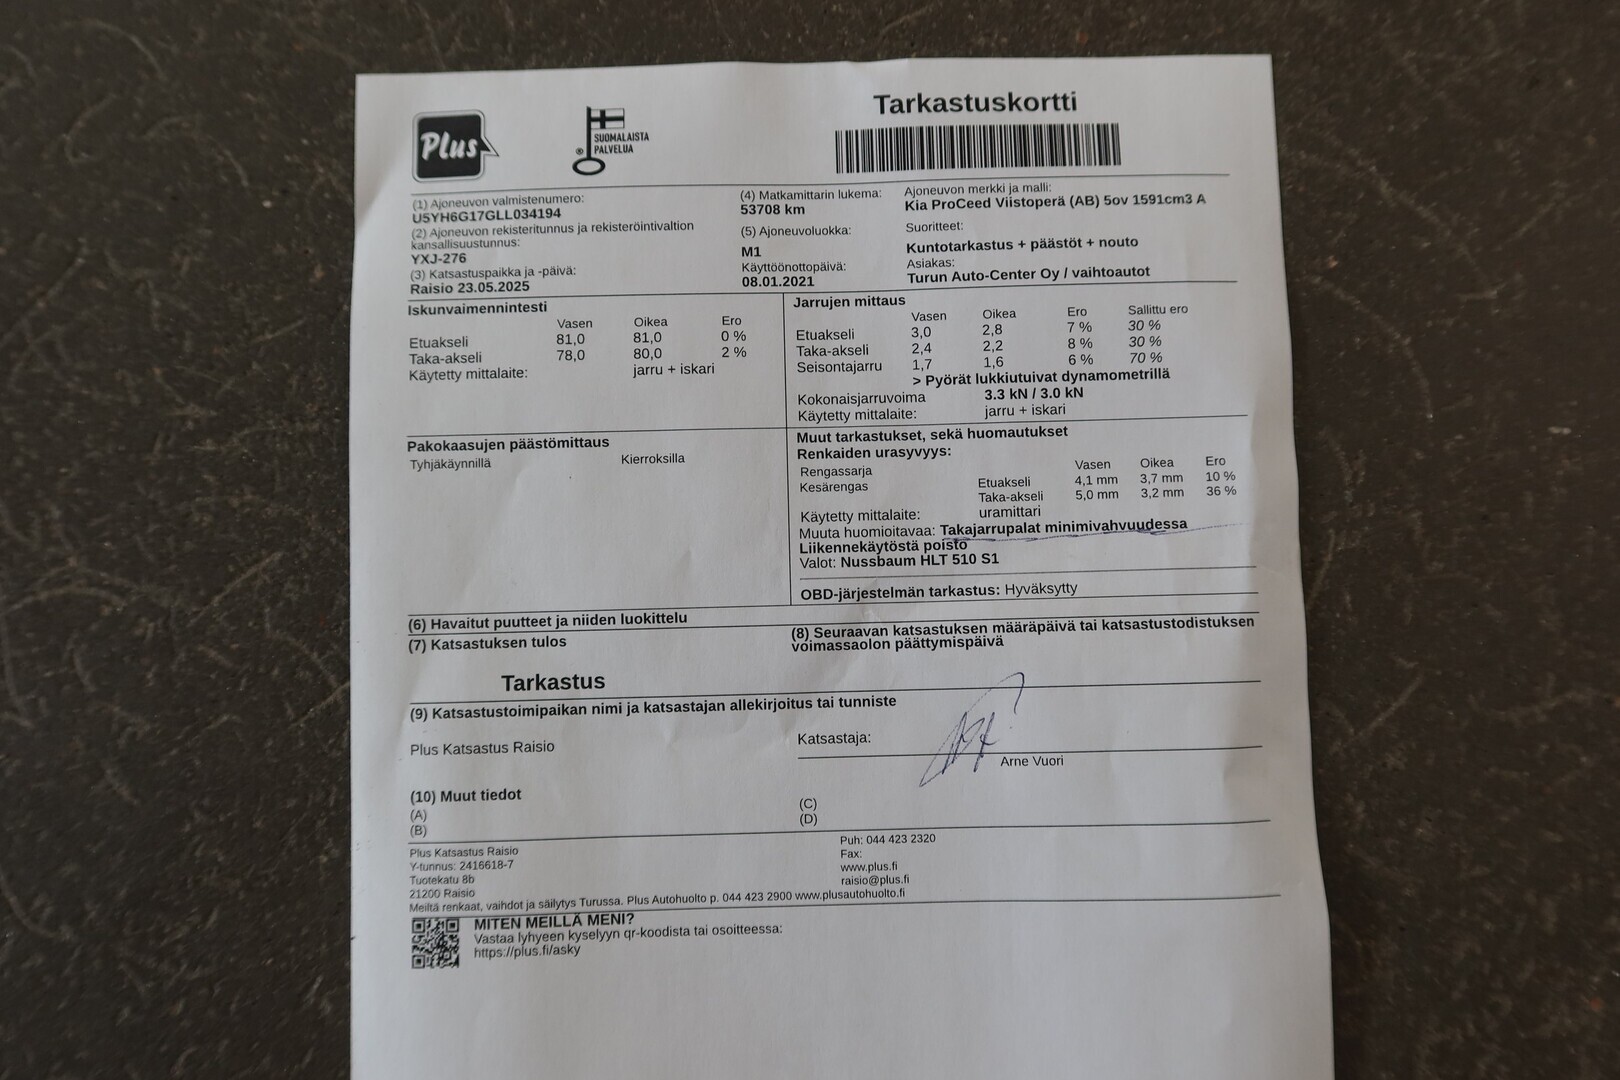 Plus
SUOMALAISTA
PALVELUA
Tarkastuskortti
(1) Ajoneuvon valmistenumero:
U5YH6G17GLL034194
(2) Ajoneuvon rekisteritunnus ja rekisteröintivaltion
kansallisuustunnus:
YXJ-276
(3) Katsastuspaikka ja -päivä:
Raisio 23.05.2025
(4) Matkamittarin lukema:
53708 km
(5) Ajoneuvoluokka:
M1
Käyttöönottopäivä:
08.01.2021
Ajoneuvon merkki ja malli:
Kia ProCeed Viistoperä (AB) 5ov 1591cm3 A
Suoritteet:
Kuntotarkastus + päästöt + nouto
Asiakas:
Turun Auto-Center Oy / vaihtoautot
Iskunvaimennintesti
Vasen Oikea Ero
Etuakseli 81,0 81,0 0 %
Taka-akseli 78,0 80,0 2 %
Käytetty mittalaite: jarru + iskari
Jarrujen mittaus
Vasen Oikea Ero Sallittu ero
Etuakseli 3,0 2,8 7 % 30 %
Taka-akseli 2,4 2,2 8 % 30 %
Seisontajarru 1,7 1,6 6 % 70 %
> Pyörät lukkiutuivat dynamometrillä
Kokonaisjarruvoima 3.3 kN / 3.0 kN
Käytetty mittalaite: jarru + iskari
Pakokaasujen päästömittaus
Tyhjäkäynnillä Kierroksilla
Muut tarkastukset, sekä huomautukset
Renkaiden urasyvyys:
Rengassarja Vasen Oikea Ero
Kesärengas Etuakseli 4,1 mm 3,7 mm 10 %
Taka-akseli 5,0 mm 3,2 mm 36 %
Käytetty mittalaite: uramittari
Muuta huomioitavaa: Takajarrupalat minimivahvuudessa
Liikennekäytöstä poisto
Valot: Nussbaum HLT 510 S1
OBD-järjestelmän tarkastus: Hyväksytty
(6) Havaitut puutteet ja niiden luokittelu
(7) Katsastuksen tulos
(8) Seuraavan katsastuksen määräpäivä tai katsastustodistuksen
voimassaolon päättymispäivä
Tarkastus
(9) Katsastustoimipaikan nimi ja katsastajan allekirjoitus tai tunniste
Plus Katsastus Raisio
Katsastaja:
Arne Vuori
(10) Muut tiedot
(A)
(B)
(C)
(D)
Plus Katsastus Raisio
Y-tunnus: 2416618-7
Tuotekatu 8b
21200 Raisio
Puh: 044 423 2320
Fax:
www.plus.fi
raisio@plus.fi
Meiltä renkaat, vaihdot ja säilytys Turussa. Plus Autohuolto p. 044 423 2900 www.plusautohuolto.fi
MITEN MEILLÄ MENI?
Vastaa lyhyeen kyselyyn qr-koodista tai osoitteessa:
https://plus.fi/asky